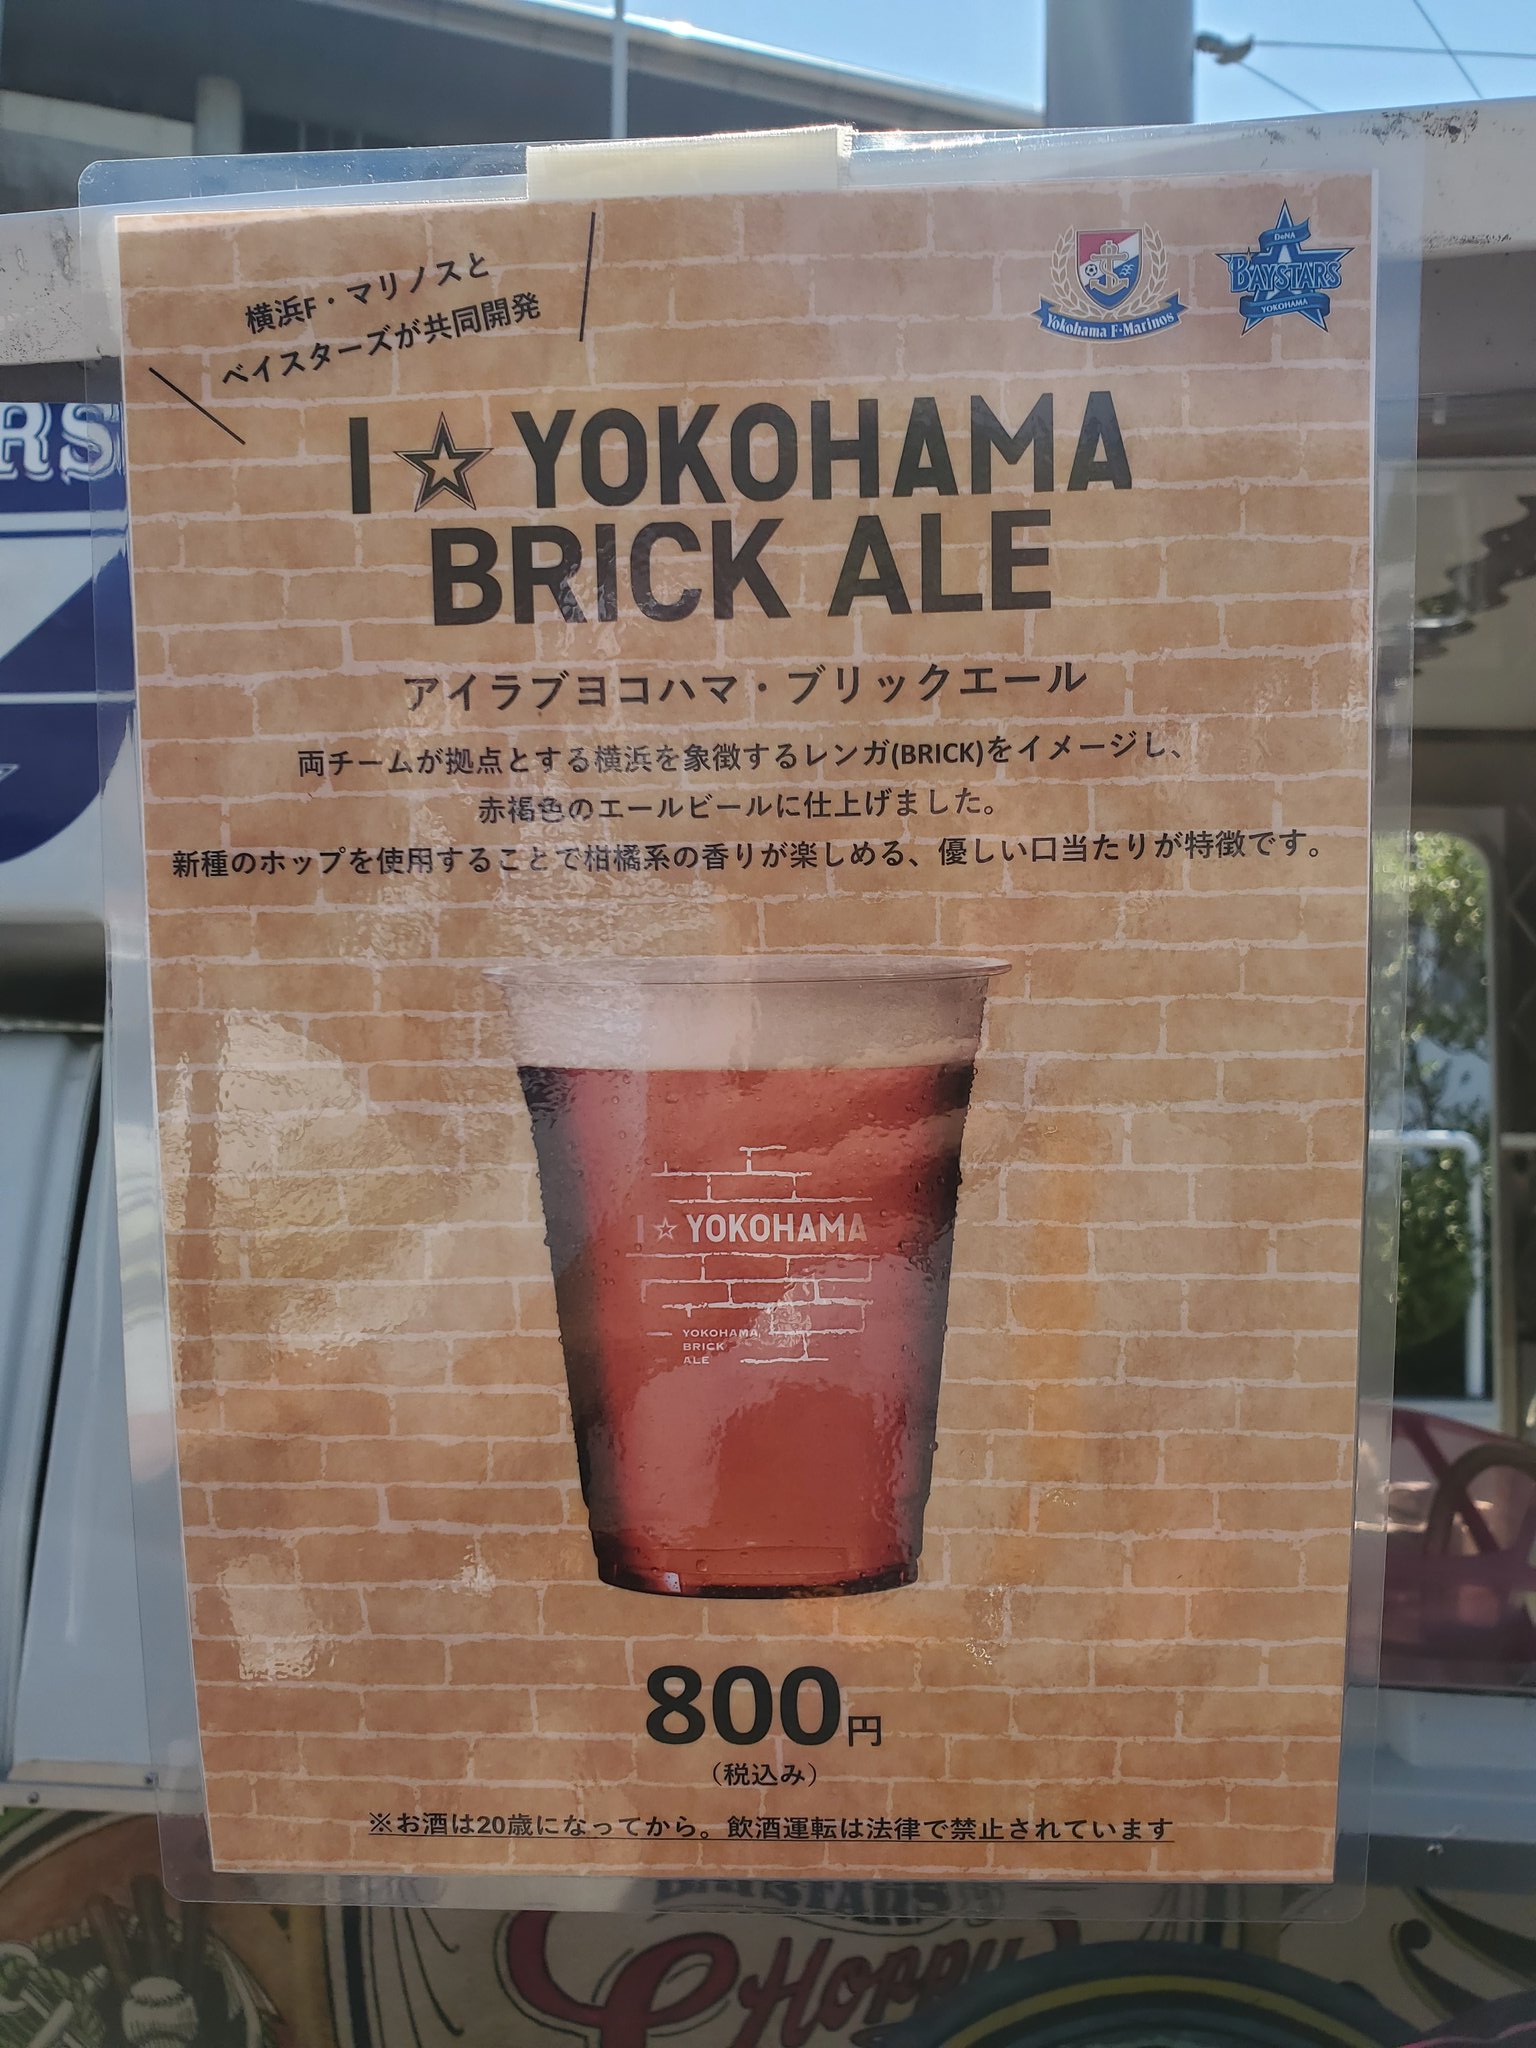 横浜F・マリノスと
ベイスターズが共同開発
Yokohama F・Marinos
DeNA
BAYSTARS
YOKOHAMA
I☆YOKOHAMA
BRICK ALE
アイラブヨコハマ・ブリックエール
両チームが拠点とする横浜を象徴するレンガ(BRICK)をイメージし、
赤褐色のエールビールに仕上げました。
新種のホップを使用することで柑橘系の香りが楽しめる、優しい口当たりが特徴です。
I☆YOKOHAMA
YOKOHAMA
BRICK
ALE
800円
（税込み）
※お酒は20歳になってから。飲酒運転は法律で禁止されています
RS
Hoppy